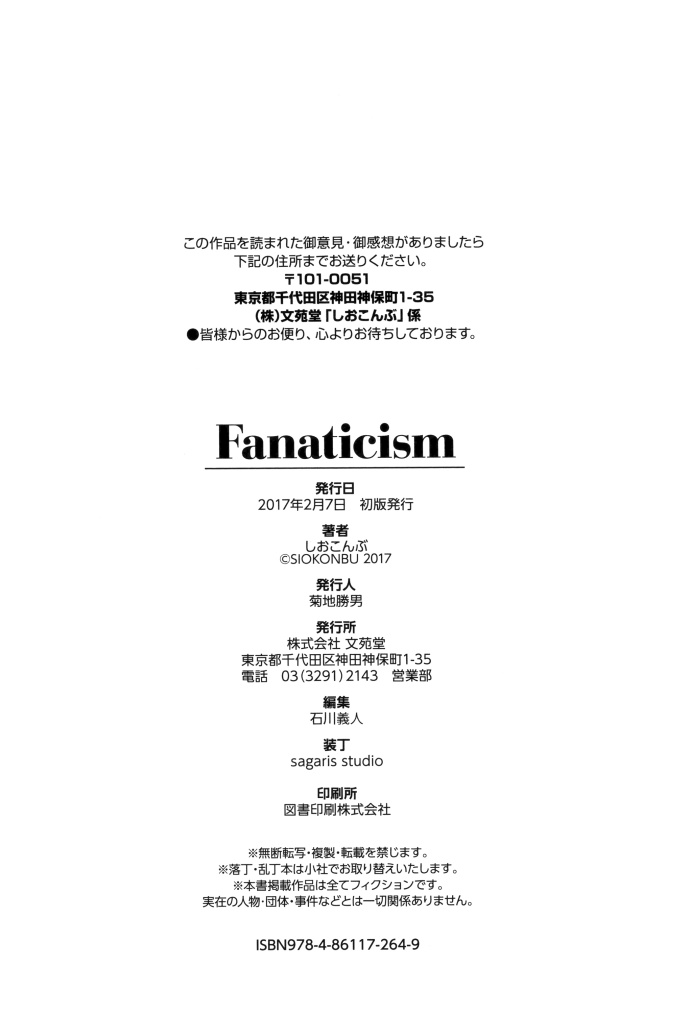 この作品を読まれた御意見・御感想がありましたら
下記の住所までお送りください。
〒101-0051
東京都千代田区神田神保町1-35
(株)文苑堂「しおこんぶ」係
●皆様からのお便り、心よりお待ちしております。
Fanaticism
発行日
2017年2月7日　初版発行
著者
しおこんぶ
©SIOKONBU 2017
発行人
菊地勝男
発行所
株式会社 文苑堂
東京都千代田区神田神保町1-35
電話　03(3291)2143　営業部
編集
石川義人
装丁
sagaris studio
印刷所
図書印刷株式会社
※無断転写・複製・転載を禁じます。
※落丁・乱丁本は小社でお取り替えいたします。
※本書掲載作品は全てフィクションです。
実在の人物・団体・事件などとは一切関係ありません。
ISBN978-4-86117-264-9